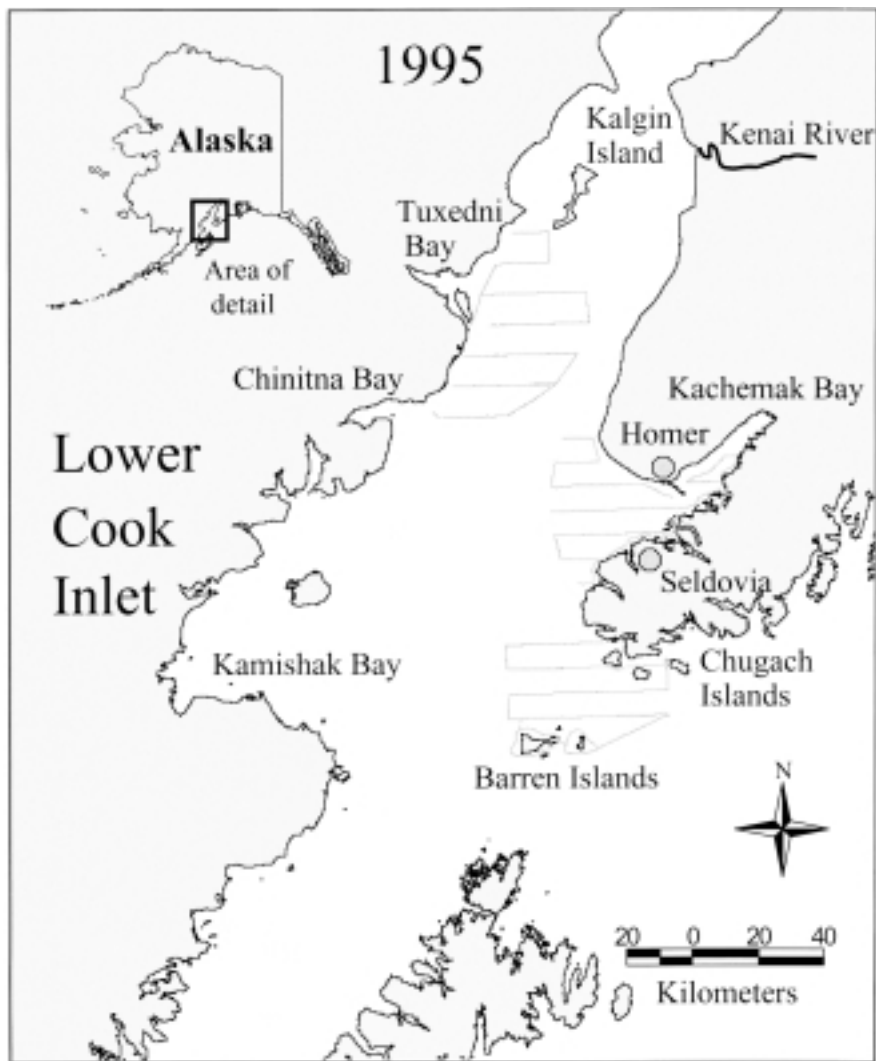 1995
Alaska
Area of
detail
Kalgin
Island
Kenai River
Tuxedni
Bay
Chinitna Bay
Kachemak Bay
Homer
Lower
Cook
Inlet
Seldovia
Kamishak Bay
Chugach
Islands
Barren Islands
N
20 0 20 40
Kilometers